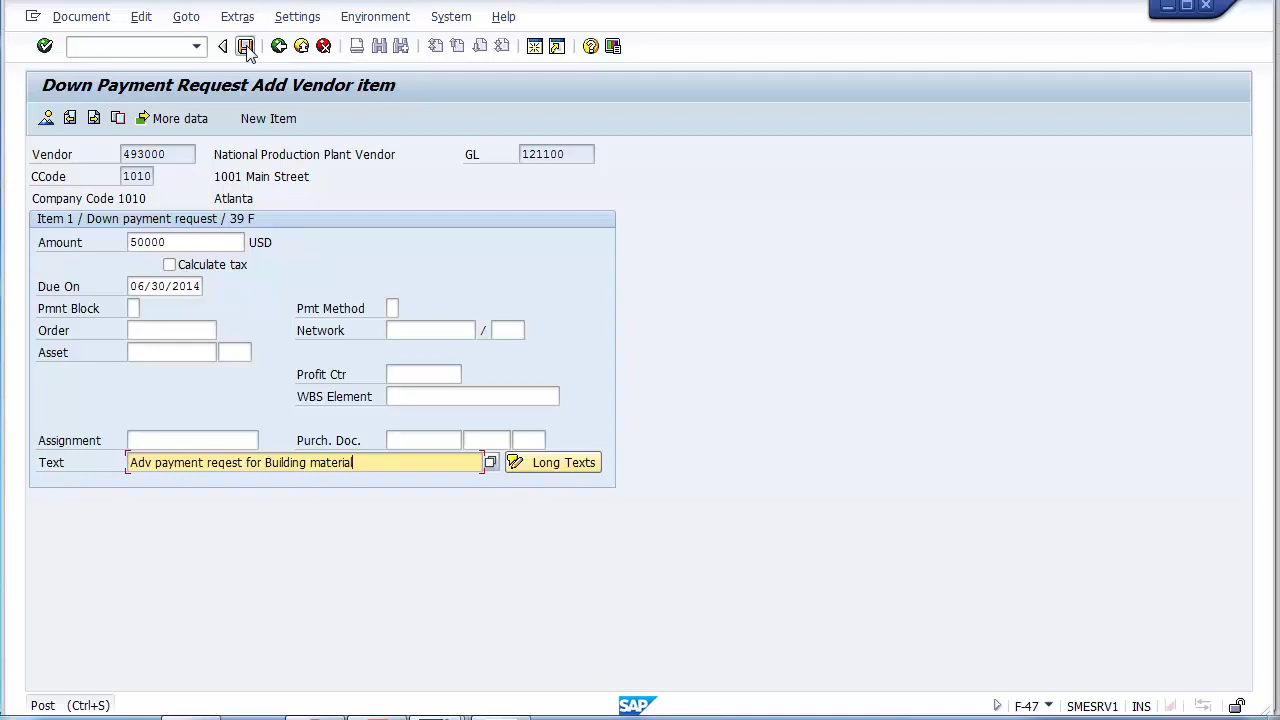 Document Edit Goto Extras Settings Environment System Help
Down Payment Request Add Vendor item
More data New Item
Vendor 493000 National Production Plant Vendor GL 121100
CCode 1010 1001 Main Street
Company Code 1010 Atlanta
Item 1 / Down payment request / 39 F
Amount 50000 USD
Calculate tax
Due On 06/30/2014
Pmnt Block Pmt Method
Order Network /
Asset
Profit Ctr
WBS Element
Assignment Purch. Doc.
Text Adv payment reqest for Building material Long Texts
Post (Ctrl+S) SAP F-47 SMESRV1 INS